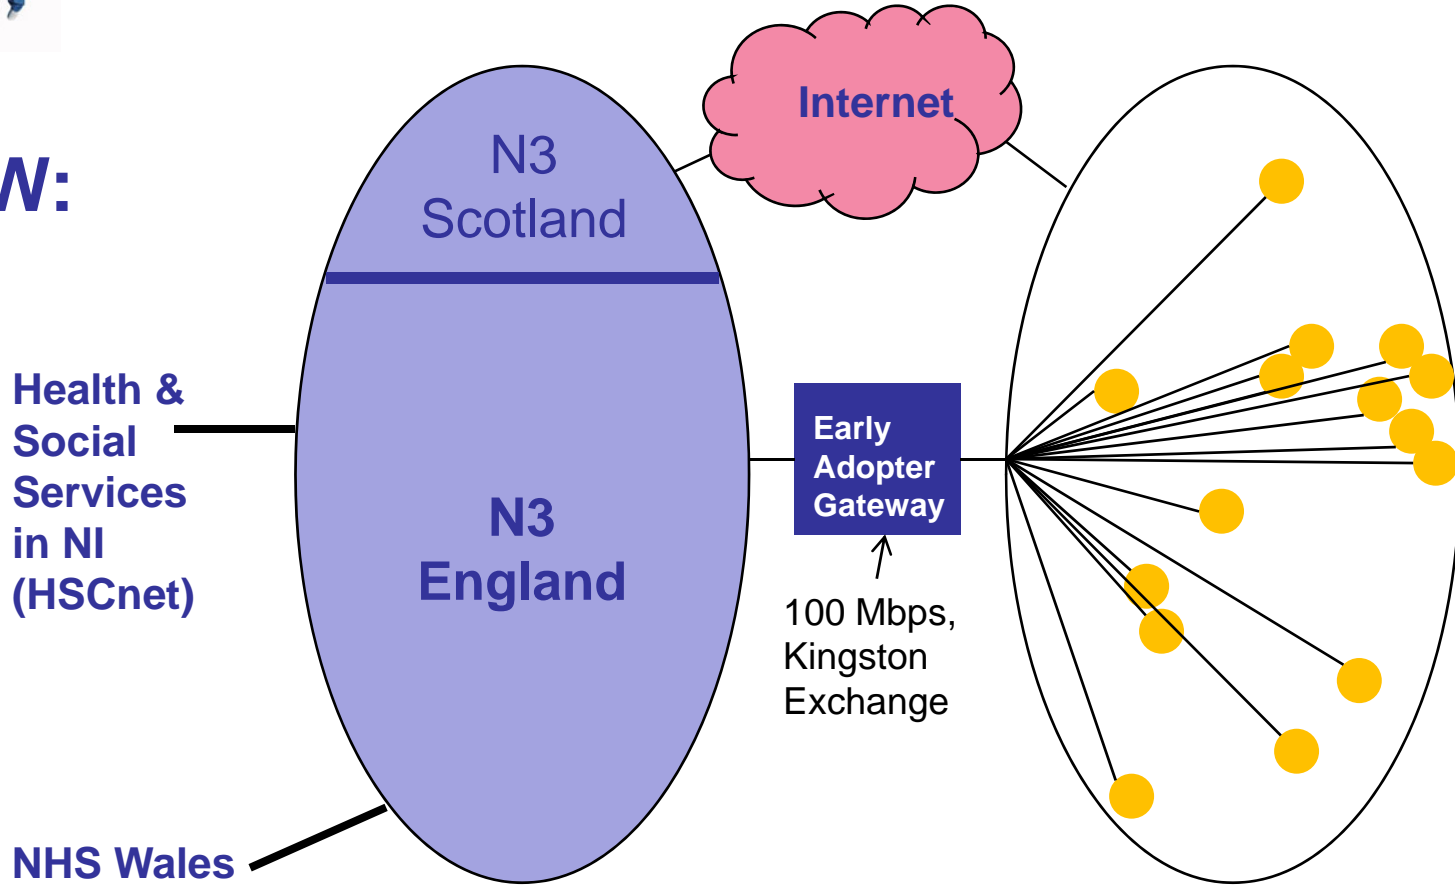 Internet
N3
Scotland
W:
Health &
Social
Services
in NI
(HSCnet)
Early
Adopter
Gateway
N3
England
100 Mbps,
Kingston
Exchange
NHS Wales